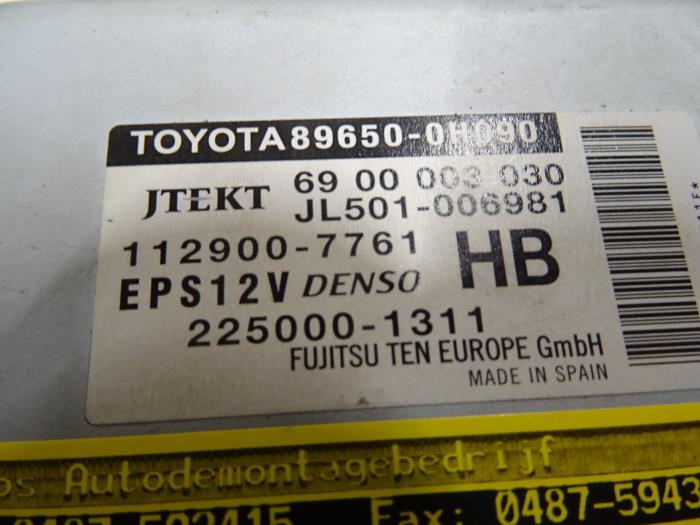 TOYOTA 89650-0H090
JTEKT 69 00 003 030
JL501-006981
112900-7761 HB
EPS12V DENSO
225000-1311
FUJITSU TEN EUROPE GmbH
MADE IN SPAIN
os Autodemontagebedrijf
Fax: 0487-5943